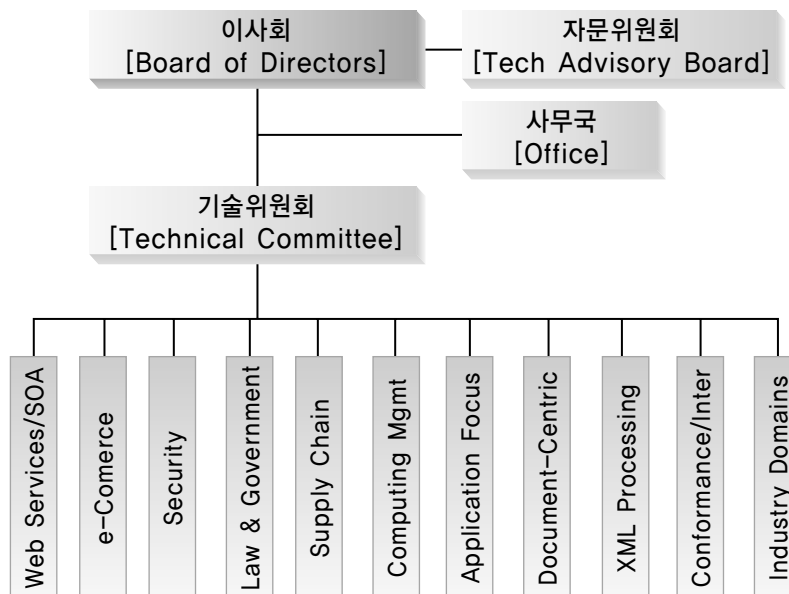 이사회
[Board of Directors]
자문위원회
[Tech Advisory Board]
사무국
[Office]
기술위원회
[Technical Committee]
Web Services/SOA
e-Comerce
Security
Law & Government
Supply Chain
Computing Mgmt
Application Focus
Document-Centric
XML Processing
Conformance/Inter
Industry Domains